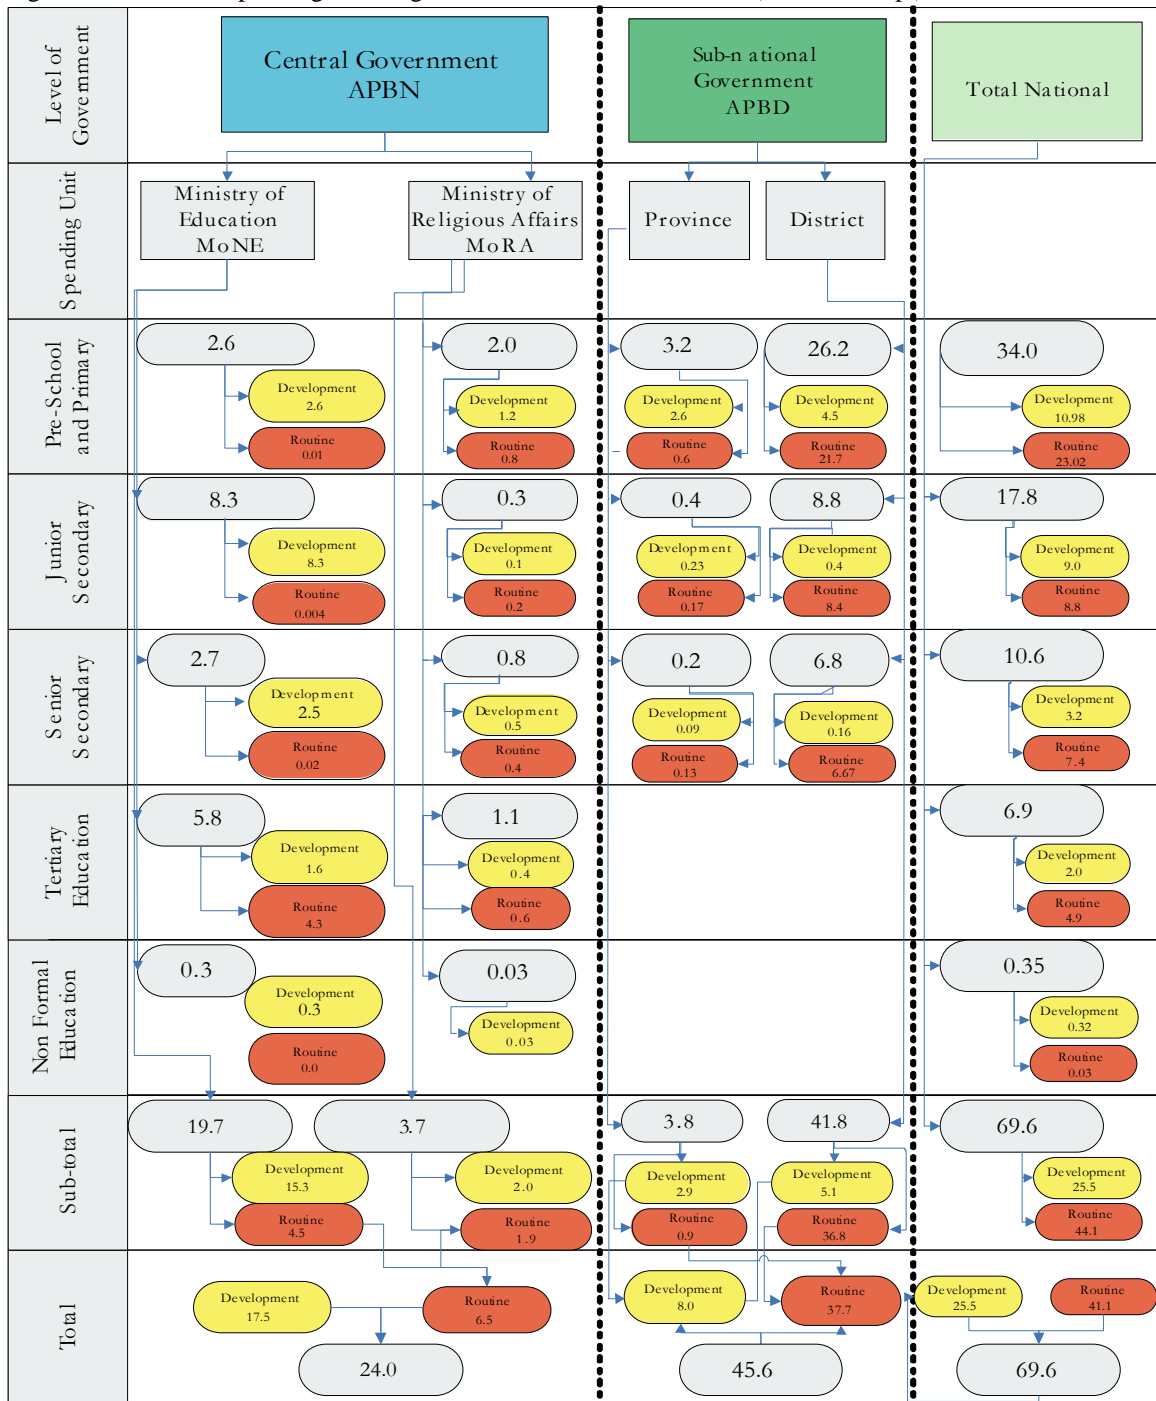 Level of
Government
Central Government
APBN
Sub-n ational
Government
APBD
Total National
Spending Unit
Ministry of
Education
MoNE
Ministry of
Religious Affairs
MoRA
Province
District
Pre-School
and Primary
2.6
Development
2.6
Routine
0.01
2.0
Development
1.2
Routine
0.8
3.2
Development
2.6
Routine
0.6
26.2
Development
4.5
Routine
21.7
34.0
Development
10.98
Routine
23.02
Junior
Secondary
8.3
Development
8.3
Routine
0.004
0.3
Development
0.1
Routine
0.2
0.4
Development
0.23
Routine
0.17
8.8
Development
0.4
Routine
8.4
17.8
Development
9.0
Routine
8.8
Senior
Secondary
2.7
Development
2.5
Routine
0.02
0.8
Development
0.5
Routine
0.4
0.2
Development
0.09
Routine
0.13
6.8
Development
0.16
Routine
6.67
10.6
Development
3.2
Routine
7.4
Tertiary
Education
5.8
Development
1.6
Routine
4.3
1.1
Development
0.4
Routine
0.6
6.9
Development
2.0
Routine
4.9
Non Formal
Education
0.3
Development
0.3
Routine
0.0
0.03
Development
0.03
0.35
Development
0.32
Routine
0.03
Sub-total
19.7
Development
15.3
Routine
4.5
3.7
Development
2.0
Routine
1.9
3.8
Development
2.9
Routine
0.9
41.8
Development
5.1
Routine
36.8
69.6
Development
25.5
Routine
44.1
Total
Development
17.5
Routine
6.5
24.0
Development
8.0
Routine
37.7
45.6
Development
25.5
Routine
41.1
69.6